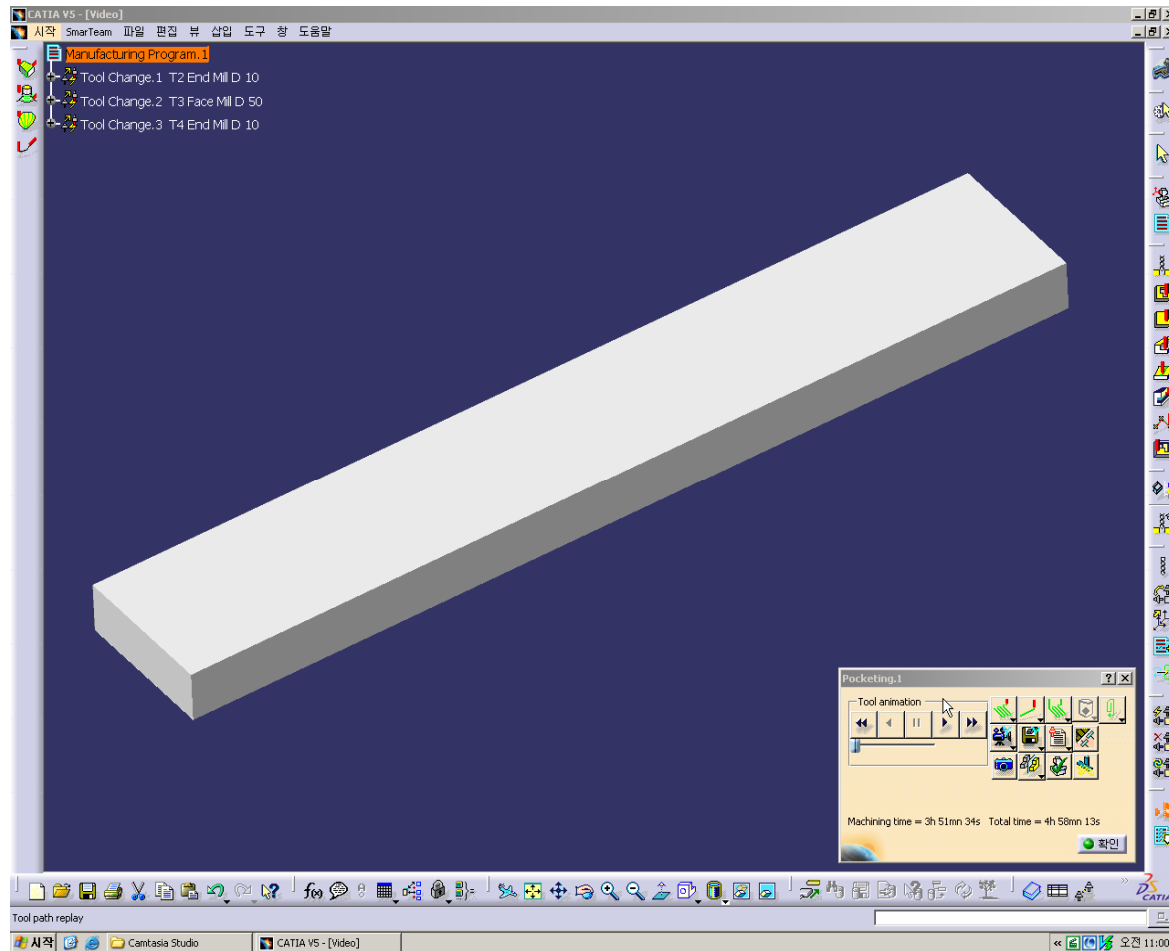 CATIA V5 - [Video]
시작 SmarTeam 파일 편집 뷰 삽입 도구 창 도움말
Manufacturing Program.1
Tool Change.1 T2 End Mill D 10
Tool Change.2 T3 Face Mill D 50
Tool Change.3 T4 End Mill D 10
Pocketing.1
Tool animation
Machining time = 3h 51mn 34s Total time = 4h 58mn 13s
확인
f(x)
CATIA
Tool path replay
시작 Camtasia Studio CATIA V5 - [Video] 오전 11:00